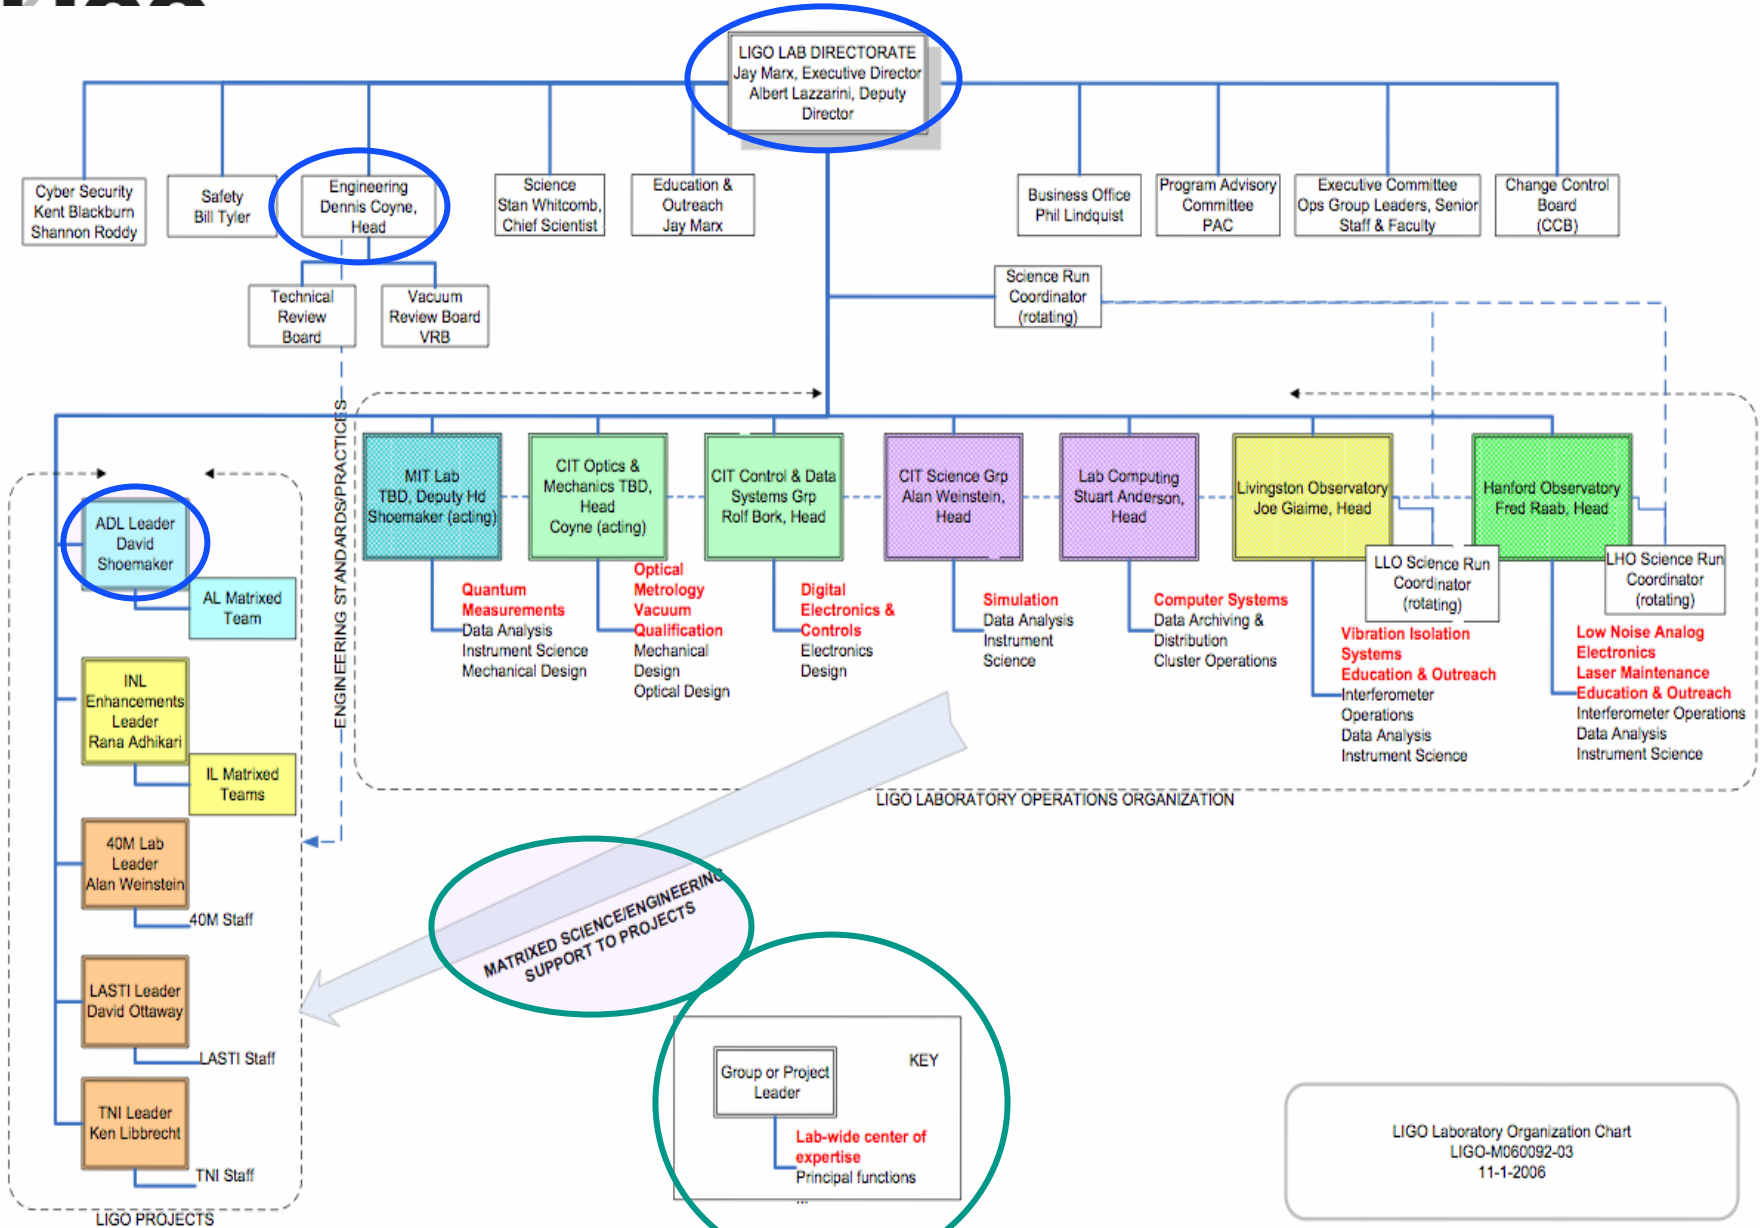 LIGO LAB DIRECTORATE
Jay Marx, Executive Director
Albert Lazzarini, Deputy
Director
Cyber Security
Kent Blackburn
Shannon Roddy
Safety
Bill Tyler
Engineering
Dennis Coyne,
Head
Science
Stan Whitcomb,
Chief Scientist
Education &
Outreach
Jay Marx
Business Office
Phil Lindquist
Program Advisory
Committee
PAC
Executive Committee
Ops Group Leaders, Senior
Staff & Faculty
Change Control
Board
(CCB)
Technical
Review
Board
Vacuum
Review Board
VRB
Science Run
Coordinator
(rotating)
ENGINEERING STANDARDS/PRACTICES
MIT Lab
TBD, Deputy Hd
Shoemaker (acting)
CIT Optics &
Mechanics TBD,
Head
Coyne (acting)
CIT Control & Data
Systems Grp
Rolf Bork, Head
CIT Science Grp
Alan Weinstein,
Head
Lab Computing
Stuart Anderson,
Head
Livingston Observatory
Joe Giaime, Head
Hanford Observatory
Fred Raab, Head
LLO Science Run
Coordinator
(rotating)
LHO Science Run
Coordinator
(rotating)
Quantum
Measurements
Data Analysis
Instrument Science
Mechanical Design
Optical
Metrology
Vacuum
Qualification
Mechanical
Design
Optical Design
Digital
Electronics &
Controls
Electronics
Design
Simulation
Data Analysis
Instrument
Science
Computer Systems
Data Archiving &
Distribution
Cluster Operations
Vibration Isolation
Systems
Education & Outreach
Interferometer
Operations
Data Analysis
Instrument Science
Low Noise Analog
Electronics
Laser Maintenance
Education & Outreach
Interferometer Operations
Data Analysis
Instrument Science
LIGO LABORATORY OPERATIONS ORGANIZATION
ADL Leader
David
Shoemaker
AL Matrixed
Team
INL
Enhancements
Leader
Rana Adhikari
IL Matrixed
Teams
40M Lab
Leader
Alan Weinstein
40M Staff
LASTI Leader
David Ottaway
LASTI Staff
TNI Leader
Ken Libbrecht
TNI Staff
LIGO PROJECTS
MATRIXED SCIENCE/ENGINEERING
SUPPORT TO PROJECTS
KEY
Group or Project
Leader
Lab-wide center of
expertise
Principal functions
...
LIGO Laboratory Organization Chart
LIGO-M060092-03
11-1-2006